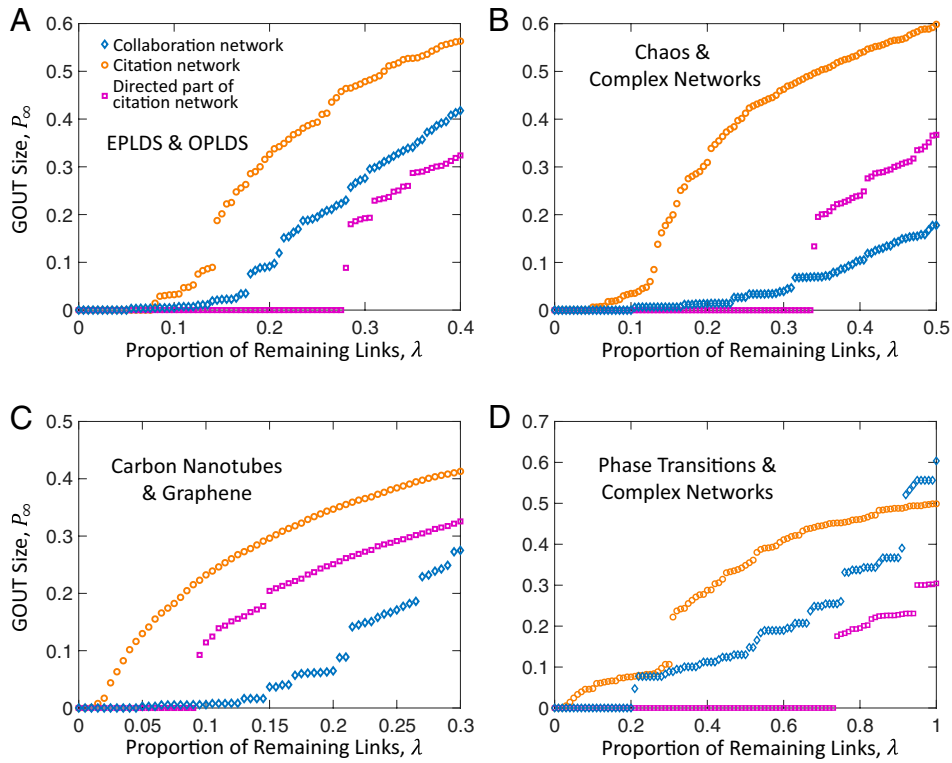 A
0.6
0.5
0.4
0.3
0.2
0.1
0
GOUT Size, P∞
Collaboration network
Citation network
Directed part of
citation network
EPLDS & OPLDS
0 0.1 0.2 0.3 0.4
Proportion of Remaining Links, λ
B
0.6
0.5
0.4
0.3
0.2
0.1
0
Chaos &
Complex Networks
0 0.1 0.2 0.3 0.4 0.5
Proportion of Remaining Links, λ
C
0.5
0.4
0.3
0.2
0.1
0
GOUT Size, P∞
Carbon Nanotubes
& Graphene
0 0.05 0.1 0.15 0.2 0.25 0.3
Proportion of Remaining Links, λ
D
0.7
0.6
0.5
0.4
0.3
0.2
0.1
0
Phase Transitions &
Complex Networks
0 0.2 0.4 0.6 0.8 1
Proportion of Remaining Links, λ